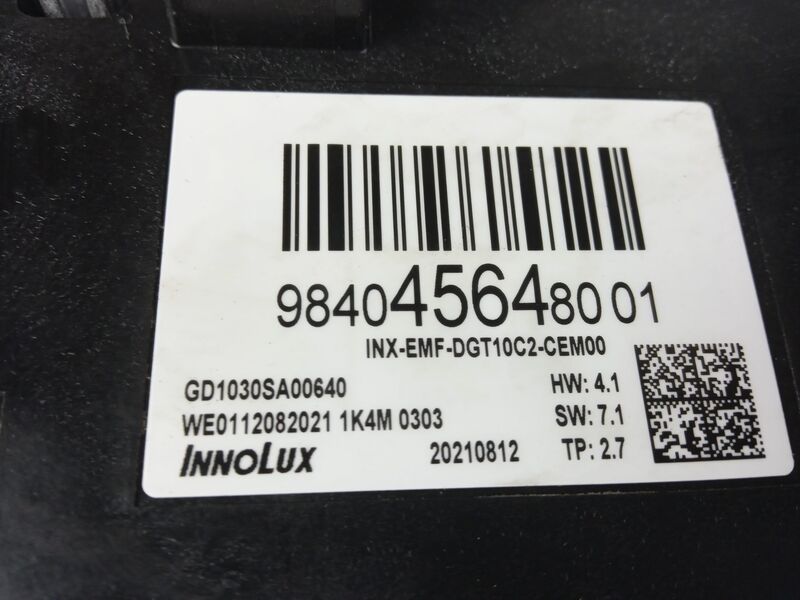 9840456480 01
INX-EMF-DGT10C2-CEM00
GD1030SA00640
HW: 4.1
WE0112082021 1K4M 0303
SW: 7.1
INNOLUX
20210812
TP: 2.7